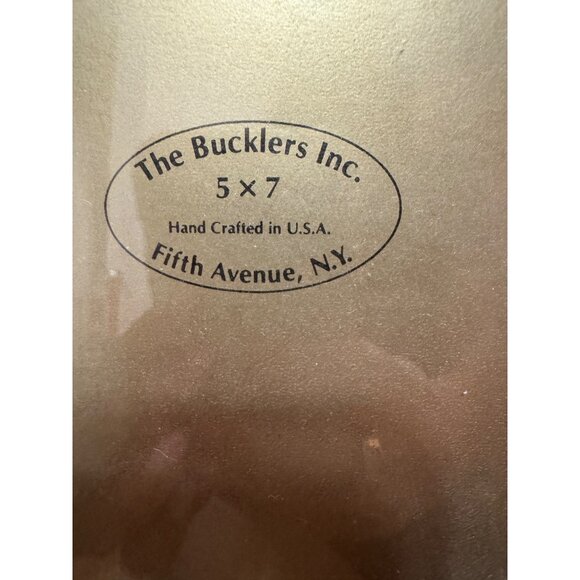 The Bucklers Inc.
5 × 7
Hand Crafted in U.S.A.
Fifth Avenue, N.Y.